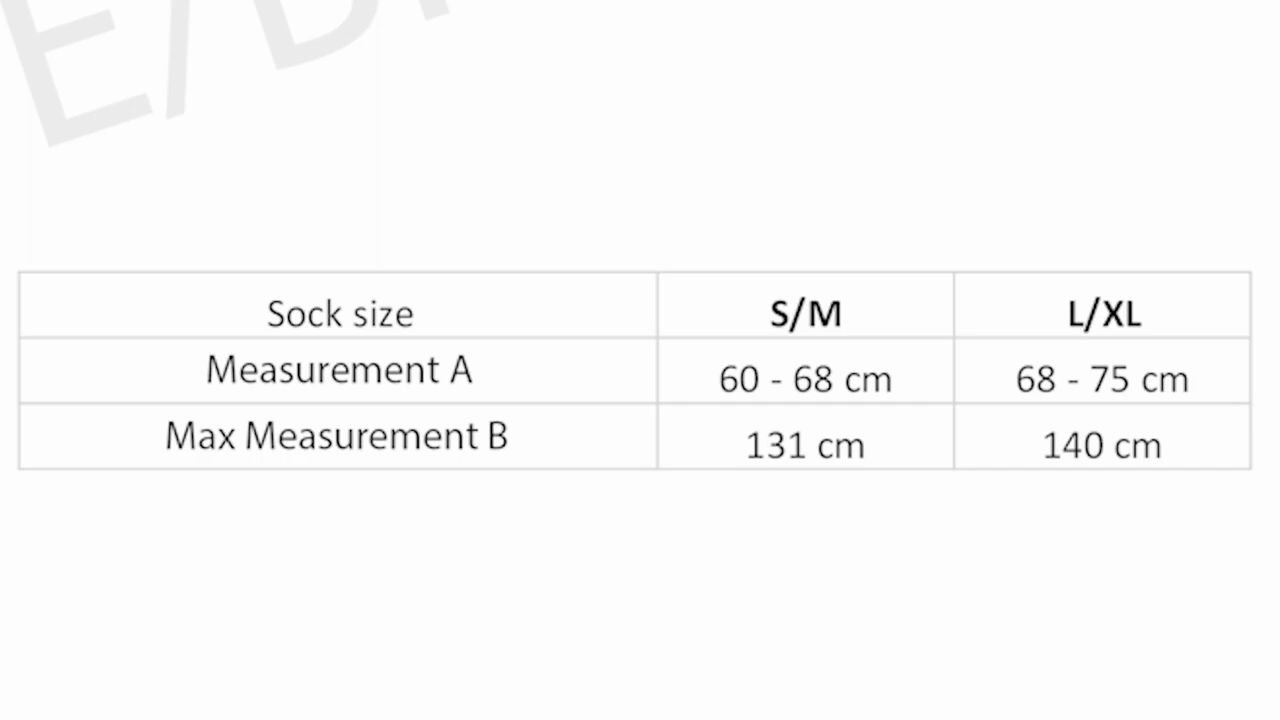 Sock size S/M L/XL
Measurement A 60 - 68 cm 68 - 75 cm
Max Measurement B 131 cm 140 cm